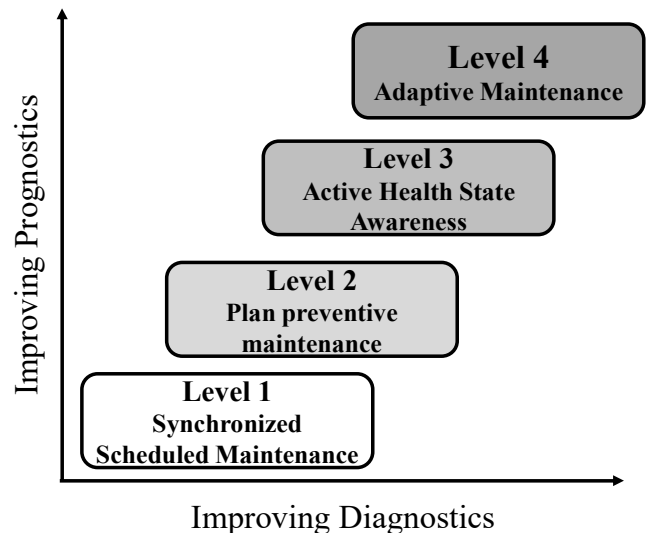 Level 4
Adaptive Maintenance
Level 3
Active Health State
Awareness
Level 2
Plan preventive
maintenance
Level 1
Synchronized
Scheduled Maintenance
Improving Prognostics
Improving Diagnostics